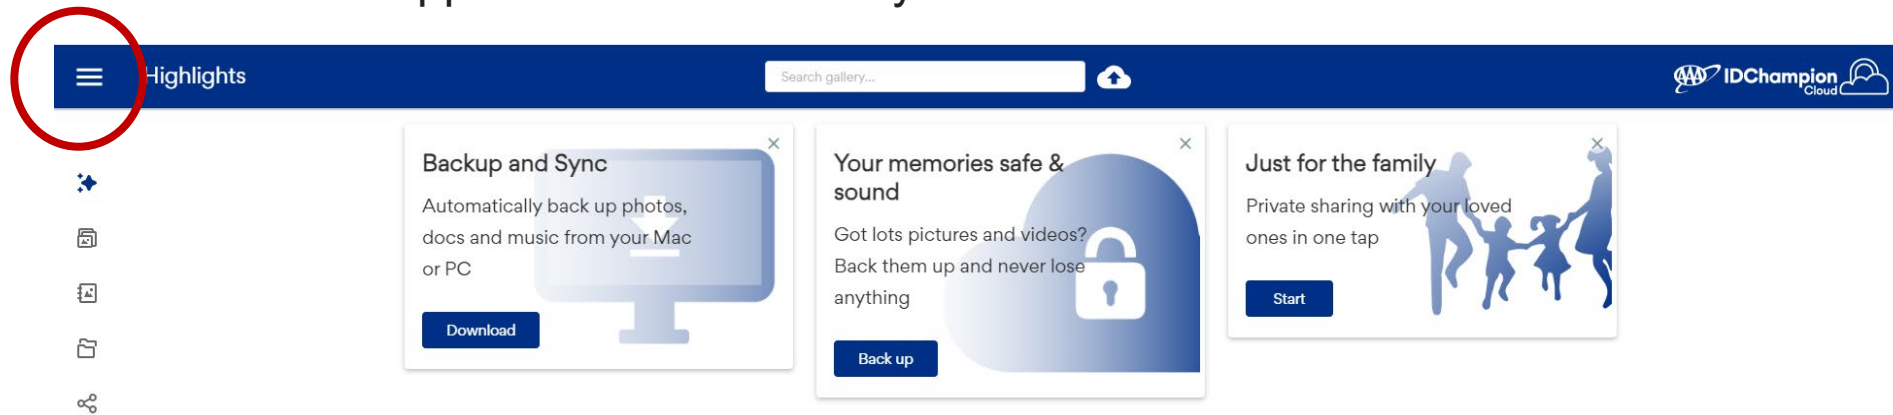 Highlights
Search gallery...
AAA IDChampion
Cloud
Backup and Sync
Automatically back up photos,
docs and music from your Mac
or PC
Download
Your memories safe &
sound
Got lots pictures and videos?
Back them up and never lose
anything
Back up
Just for the family
Private sharing with your loved
ones in one tap
Start